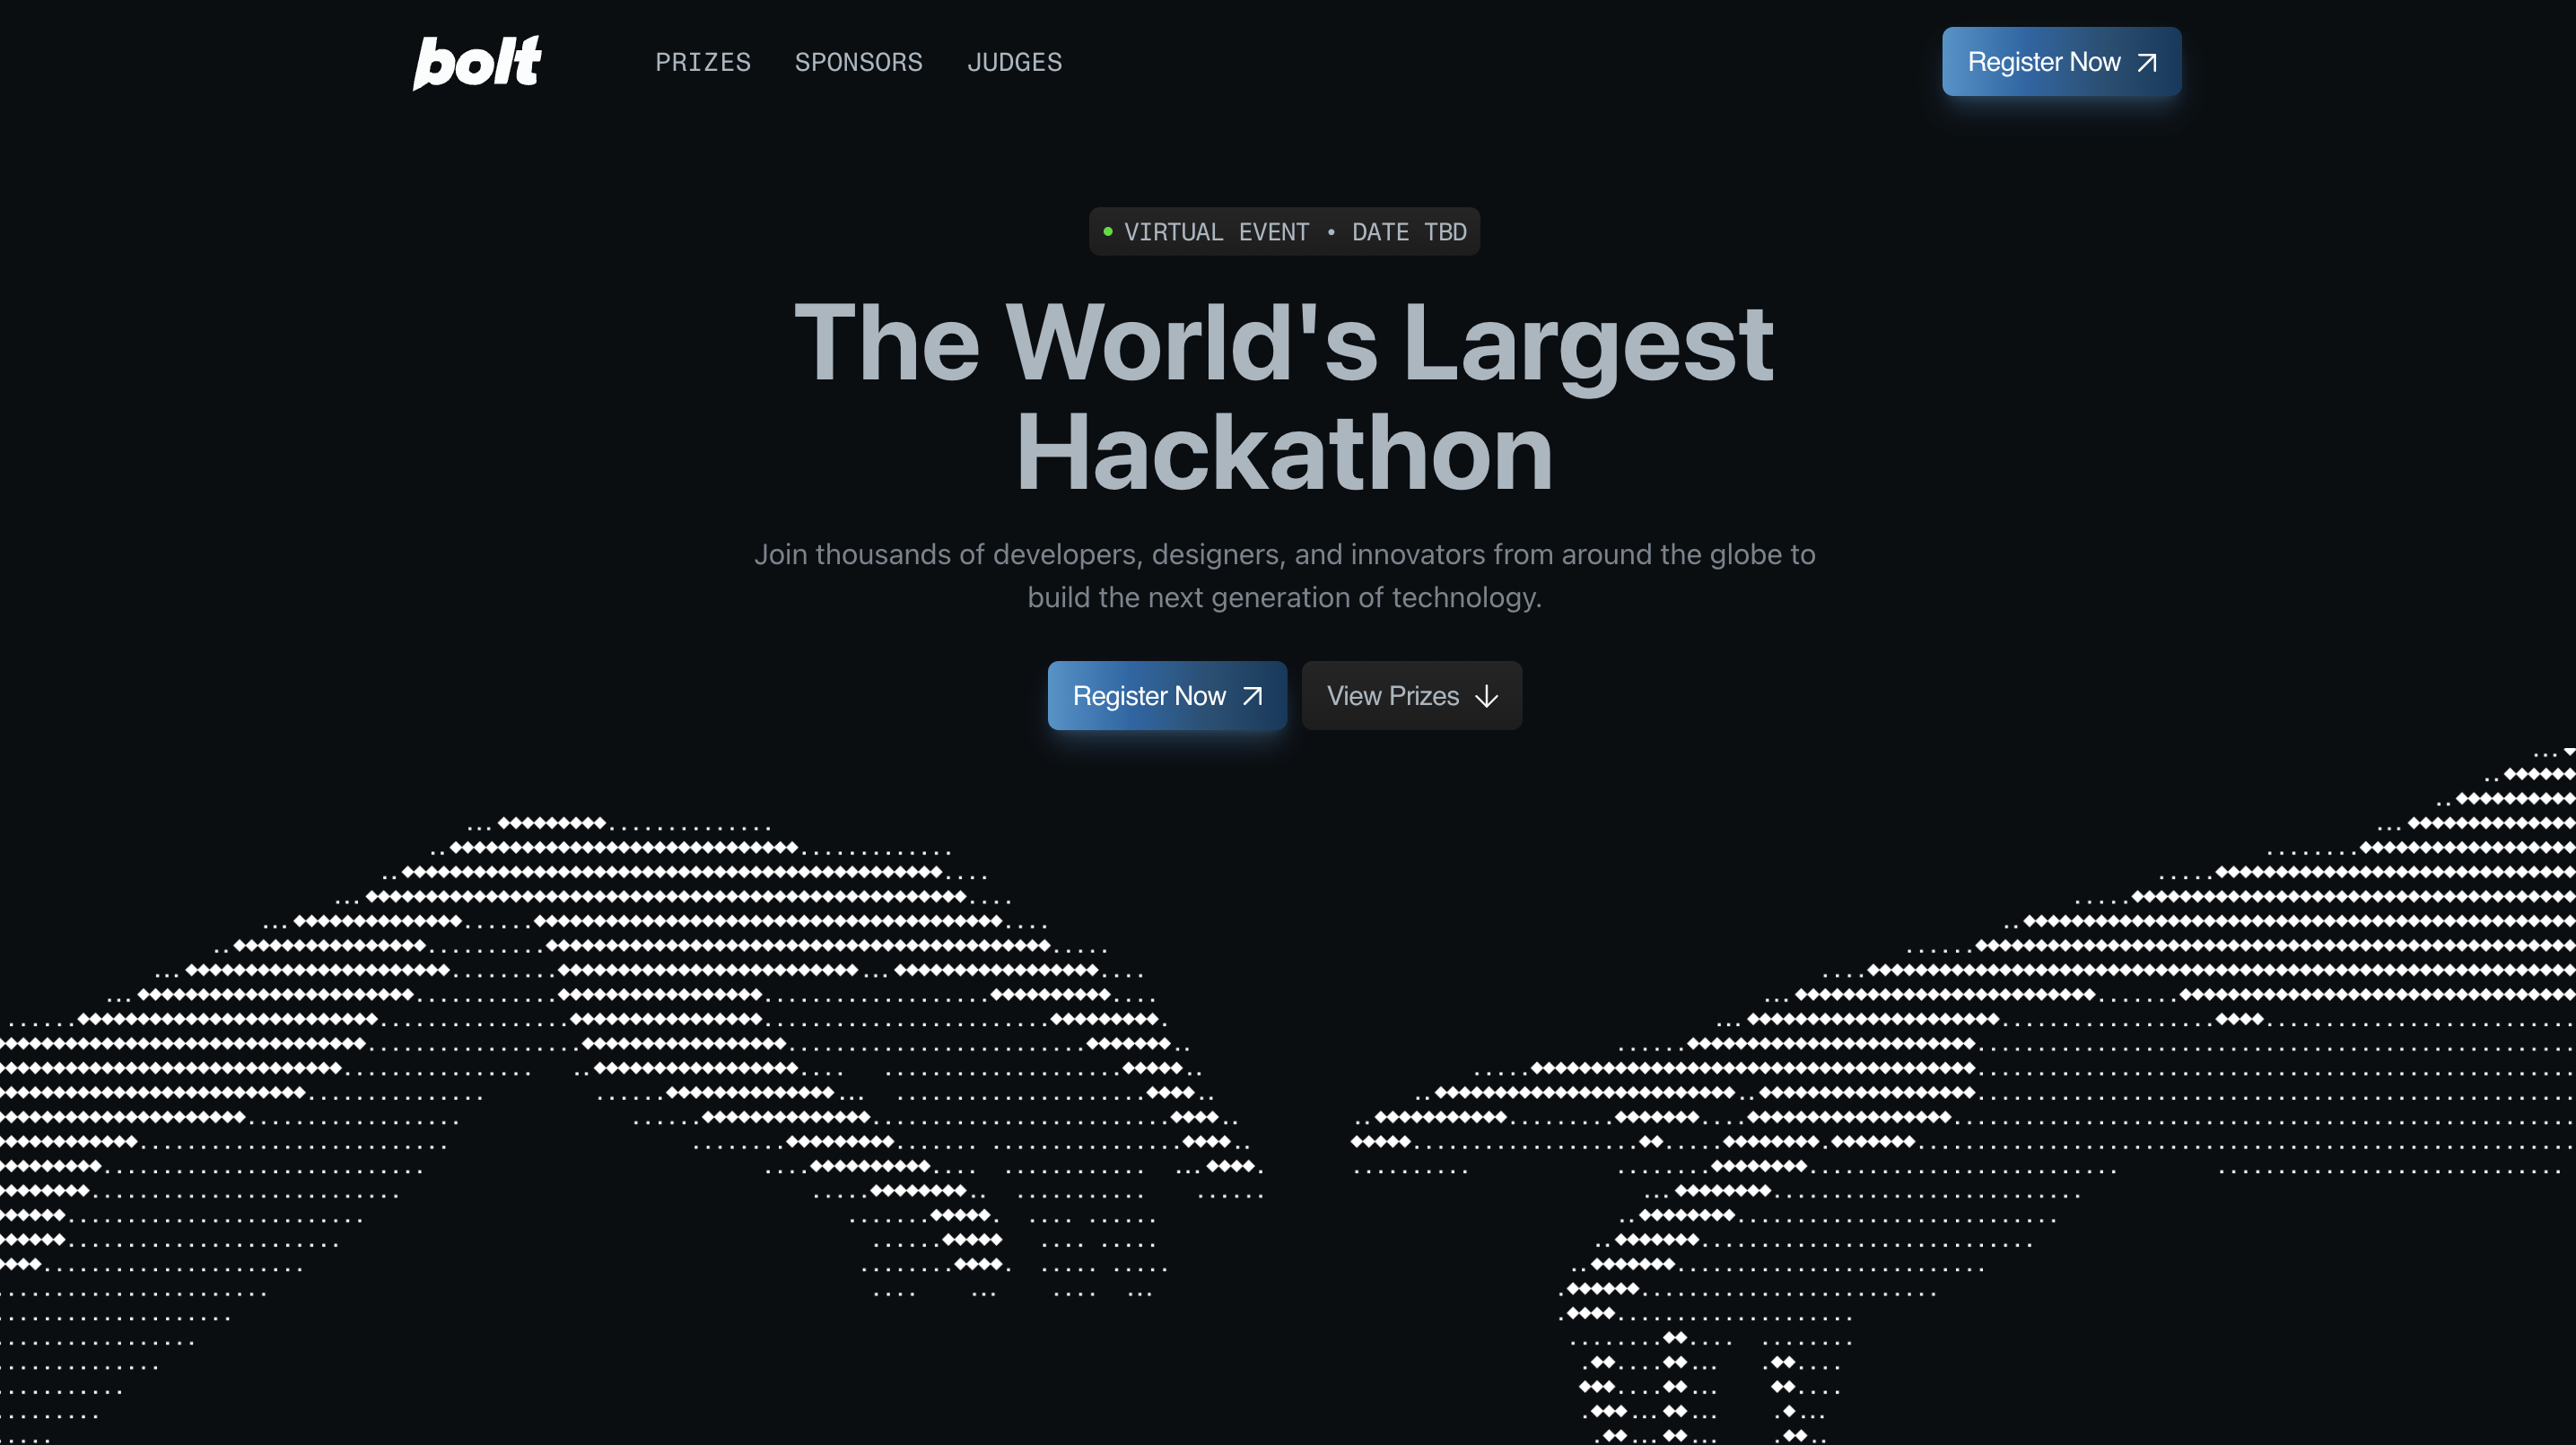 bolt
PRIZES SPONSORS JUDGES
Register Now
VIRTUAL EVENT • DATE TBD
The World's Largest
Hackathon
Join thousands of developers, designers, and innovators from around the globe to
build the next generation of technology.
Register Now
View Prizes